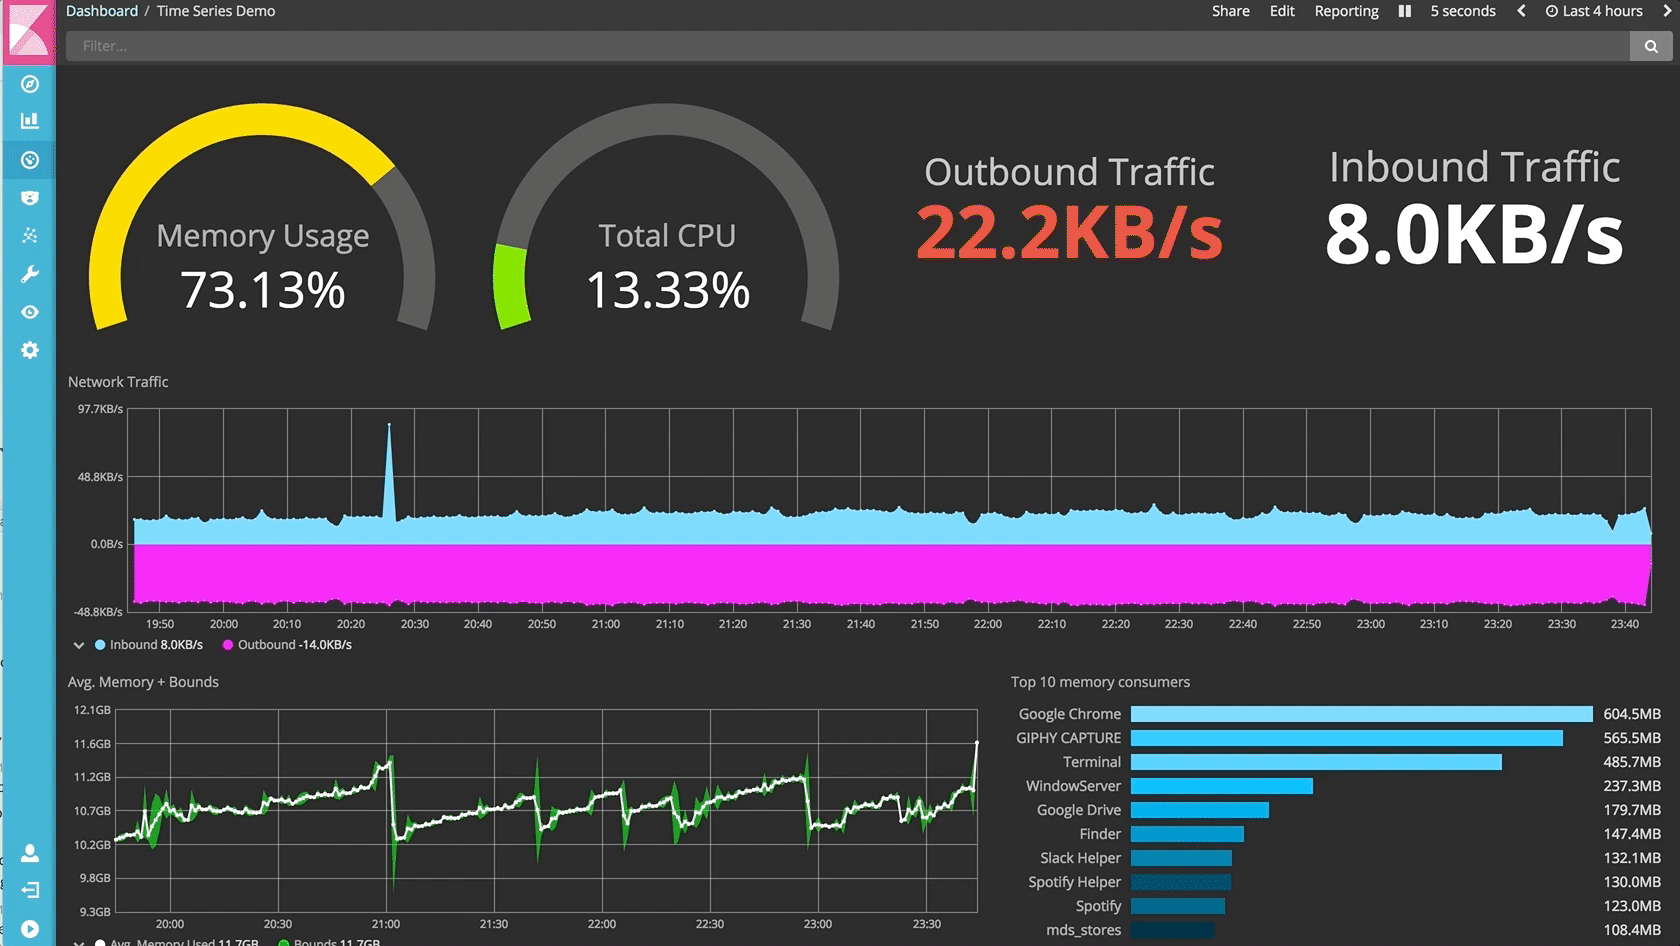 Dashboard / Time Series Demo
Share Edit Reporting 5 seconds Last 4 hours
Filter...
Memory Usage
73.13%
Total CPU
13.33%
Outbound Traffic
22.2KB/s
Inbound Traffic
8.0KB/s
Network Traffic
97.7KB/s
48.8KB/s
0.0B/s
-48.8KB/s
19:50 20:00 20:10 20:20 20:30 20:40 20:50 21:00 21:10 21:20 21:30 21:40 21:50 22:00 22:10 22:20 22:30 22:40 22:50 23:00 23:10 23:20 23:30 23:40
Inbound 8.0KB/s Outbound -14.0KB/s
Avg. Memory + Bounds
12.1GB
11.6GB
11.2GB
10.7GB
10.2GB
9.8GB
9.3GB
20:00 20:30 21:00 21:30 22:00 22:30 23:00 23:30
Avg. Memory Used 11.7GB Bounds 11.7GB
Top 10 memory consumers
Google Chrome 604.5MB
GIPHY CAPTURE 565.5MB
Terminal 485.7MB
WindowServer 237.3MB
Google Drive 179.7MB
Finder 147.4MB
Slack Helper 132.1MB
Spotify Helper 130.0MB
Spotify 123.0MB
mds_stores 108.4MB